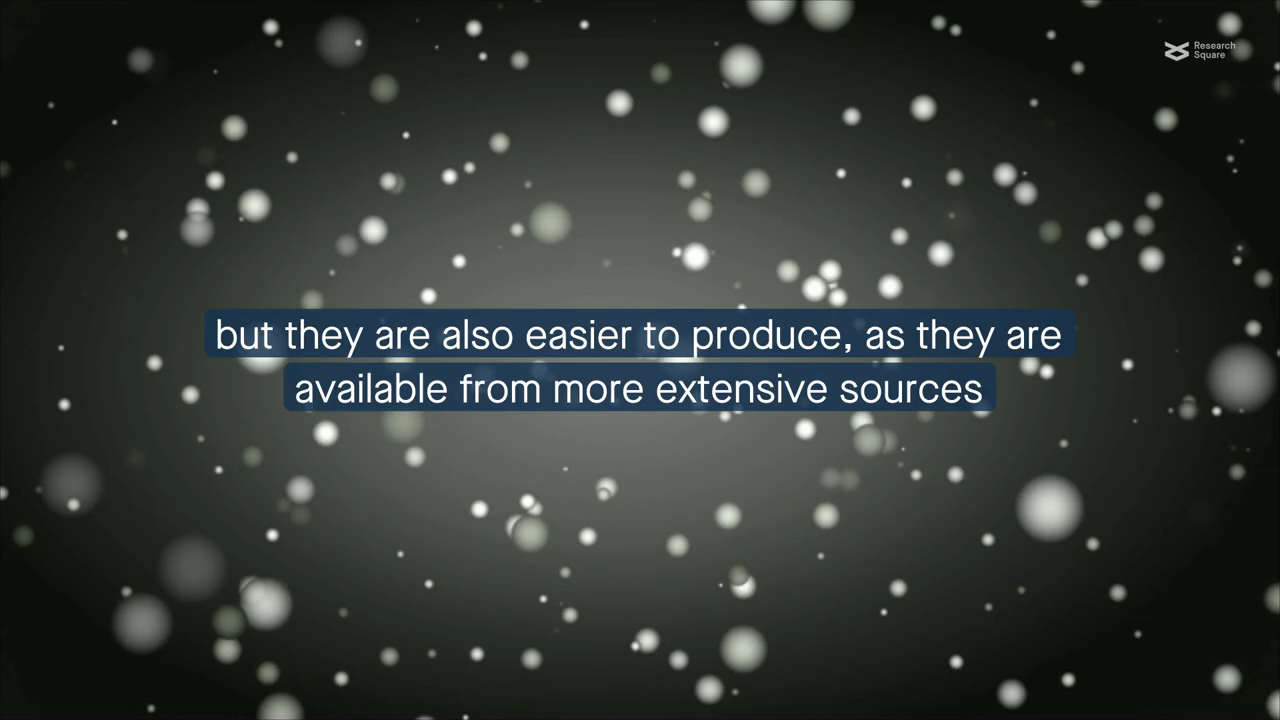 Research
Square
but they are also easier to produce, as they are
available from more extensive sources